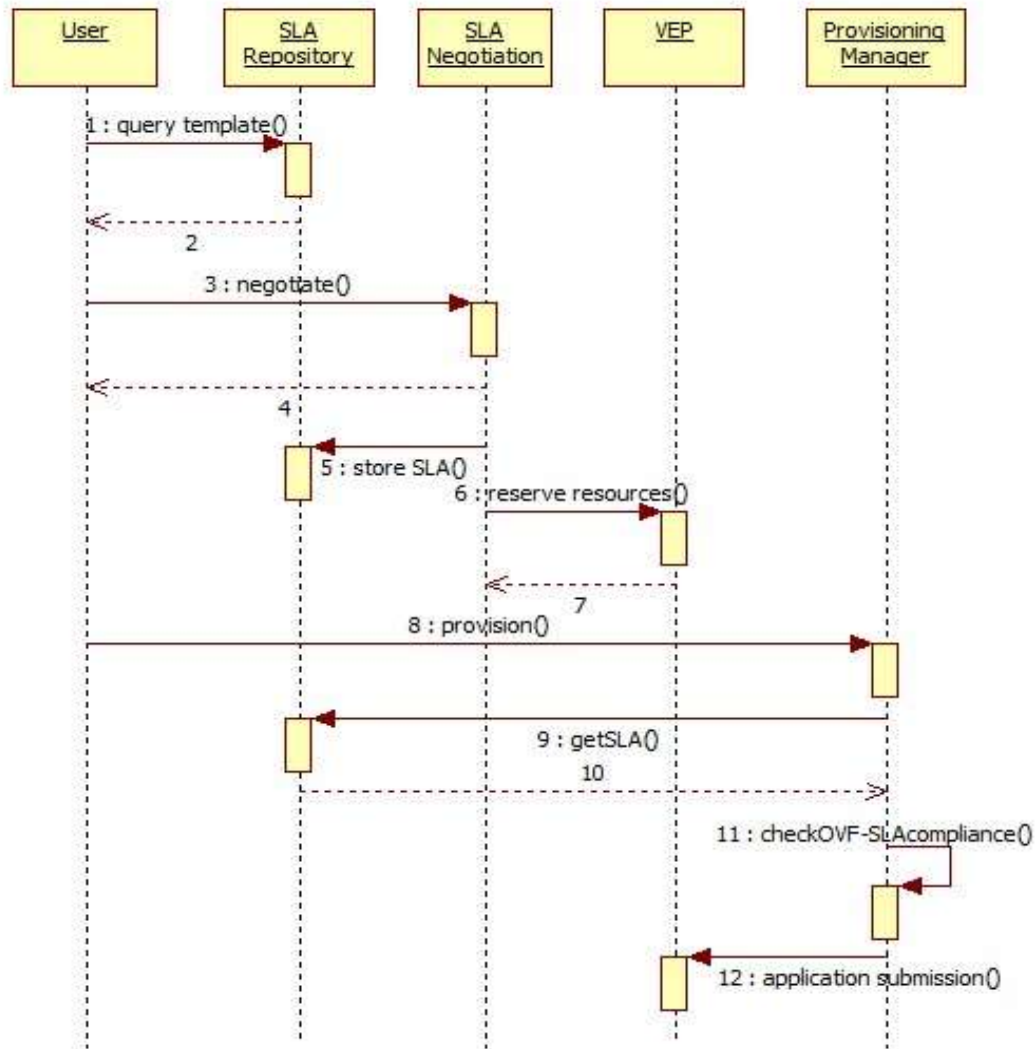 User
SLA
Repository
SLA
Negotiation
VEP
Provisioning
Manager
1 : query template()
2
3 : negotiate()
4
5 : store SLA()
6 : reserve resources()
7
8 : provision()
9 : getSLA()
10
11 : checkOVF-SLAcompliance()
12 : application submission()